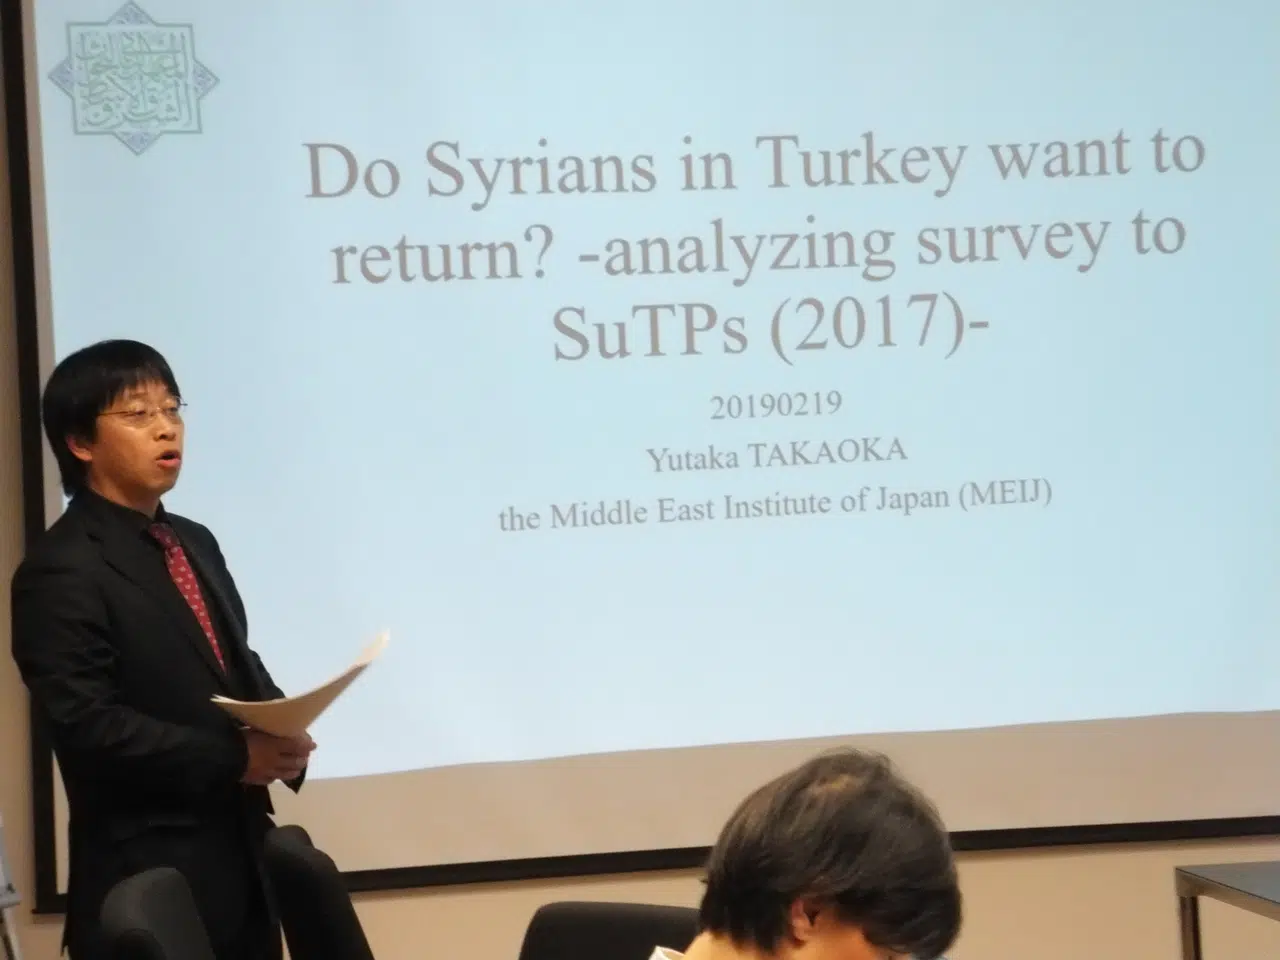 Do Syrians in Turkey want to
return? -analyzing survey to
SuTPs (2017)-
20190219
Yutaka TAKAOKA
the Middle East Institute of Japan (MEIJ)